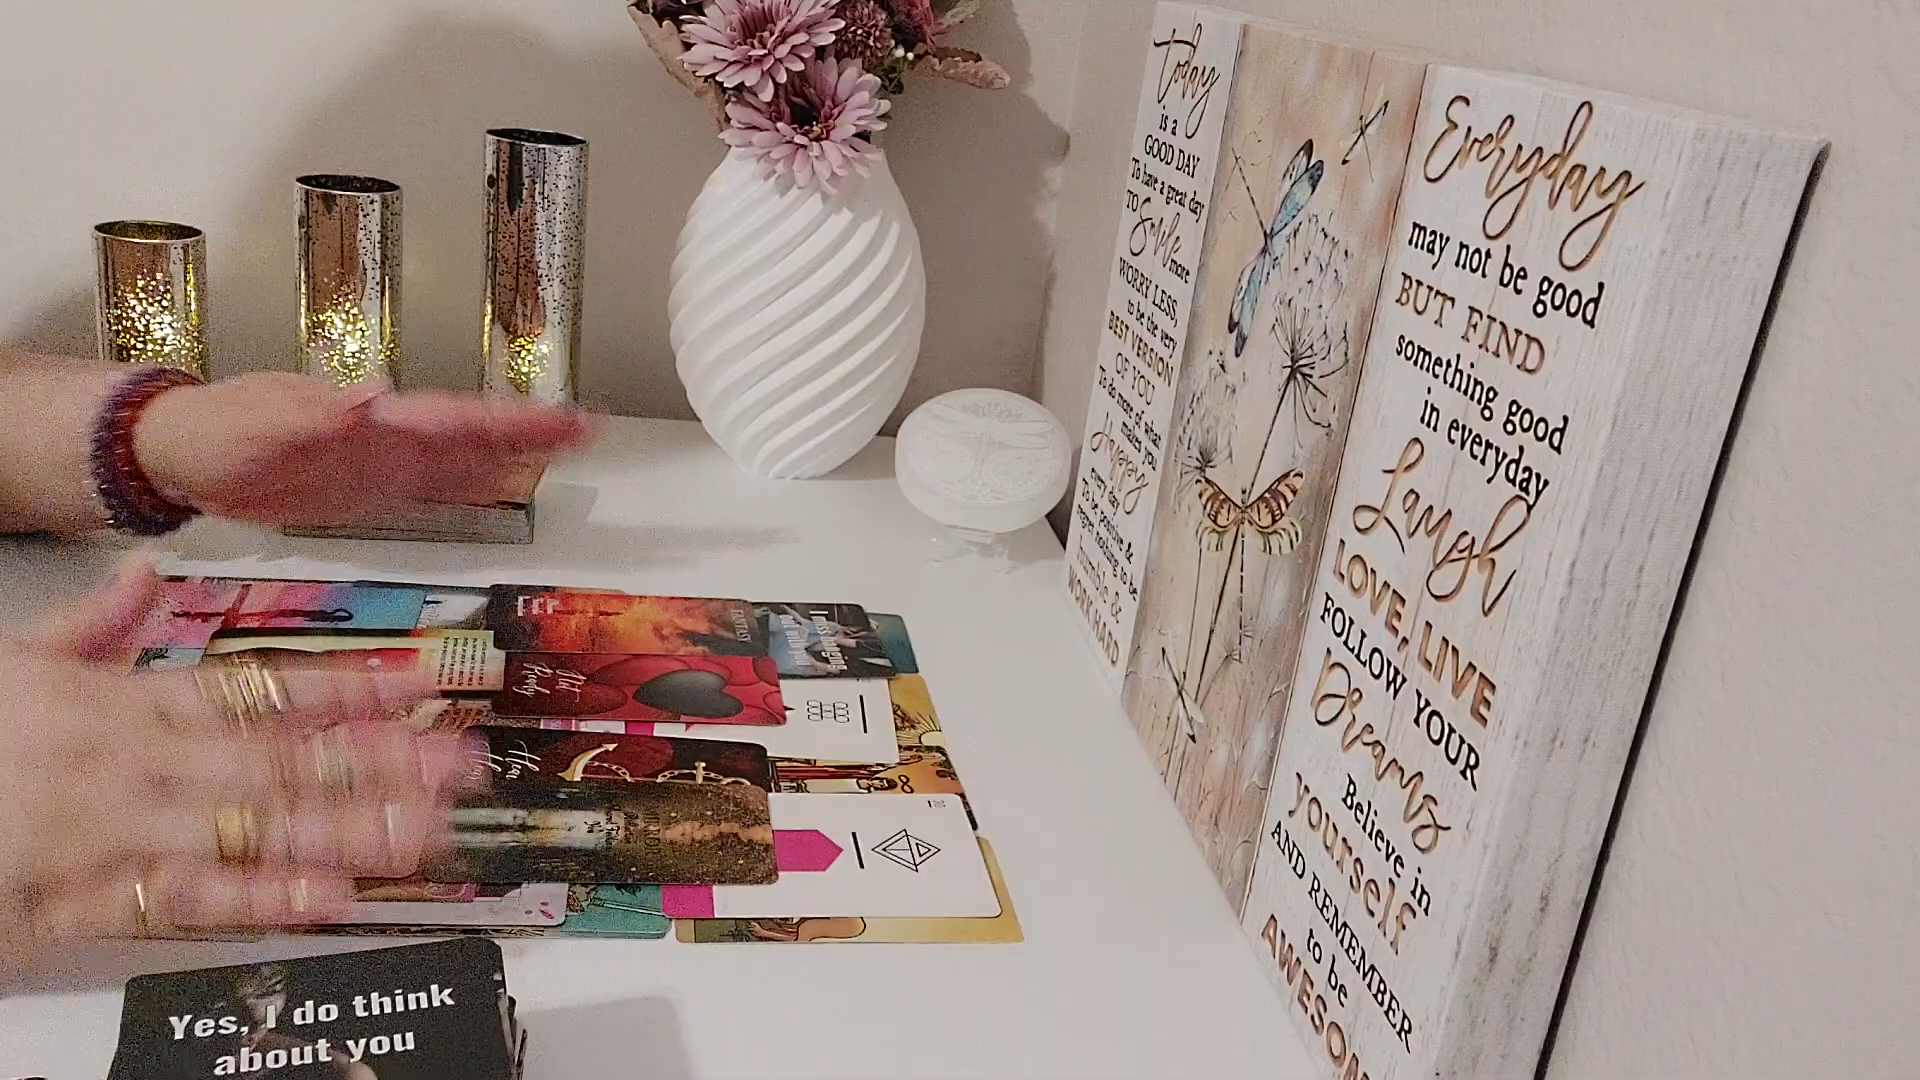 today
is a
GOOD DAY
To have a great day
TO Smile more
WORRY LESS,
to be the very
BEST VERSION
OF YOU
To do more of what
makes you
Happy
every day
To be positive &
regret nothing to be
humble &
WORK HARD
Everyday
may not be good
BUT FIND
something good
in everyday
Laugh
LOVE, LIVE
FOLLOW YOUR
Dreams
Believe in
yourself
AND REMEMBER
to be
AWESOM
Not
Ready
Yes, I do think
about you